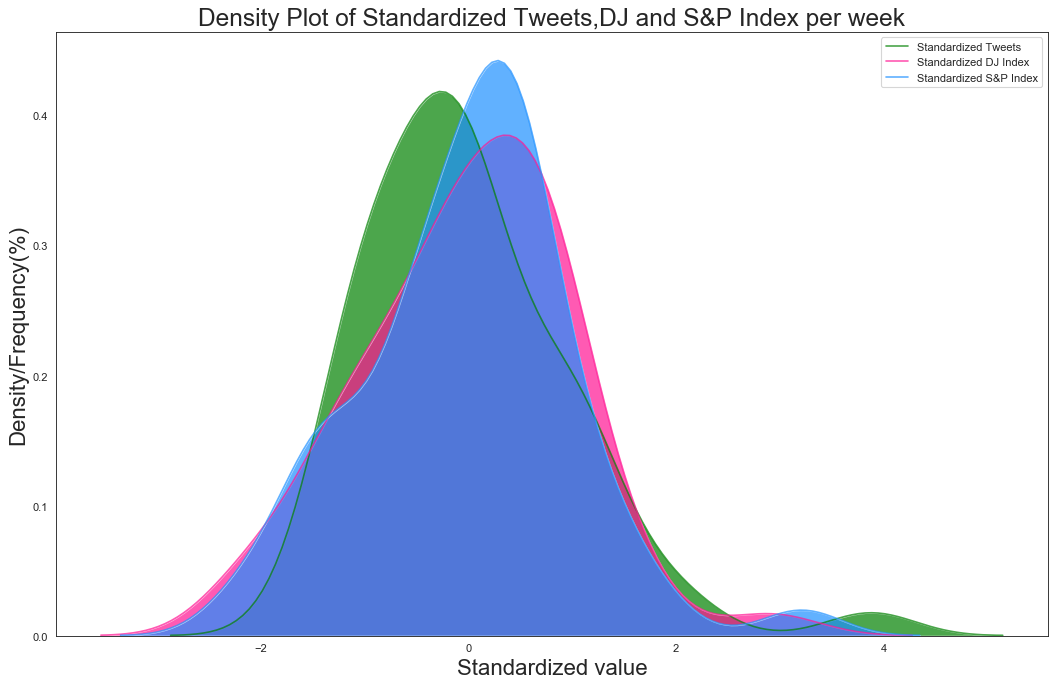 Density Plot of Standardized Tweets,DJ and S&P Index per week
Standardized Tweets
Standardized DJ Index
Standardized S&P Index
Density/Frequency(%)
0.4
0.3
0.2
0.1
0.0
−2
0
2
4
Standardized value